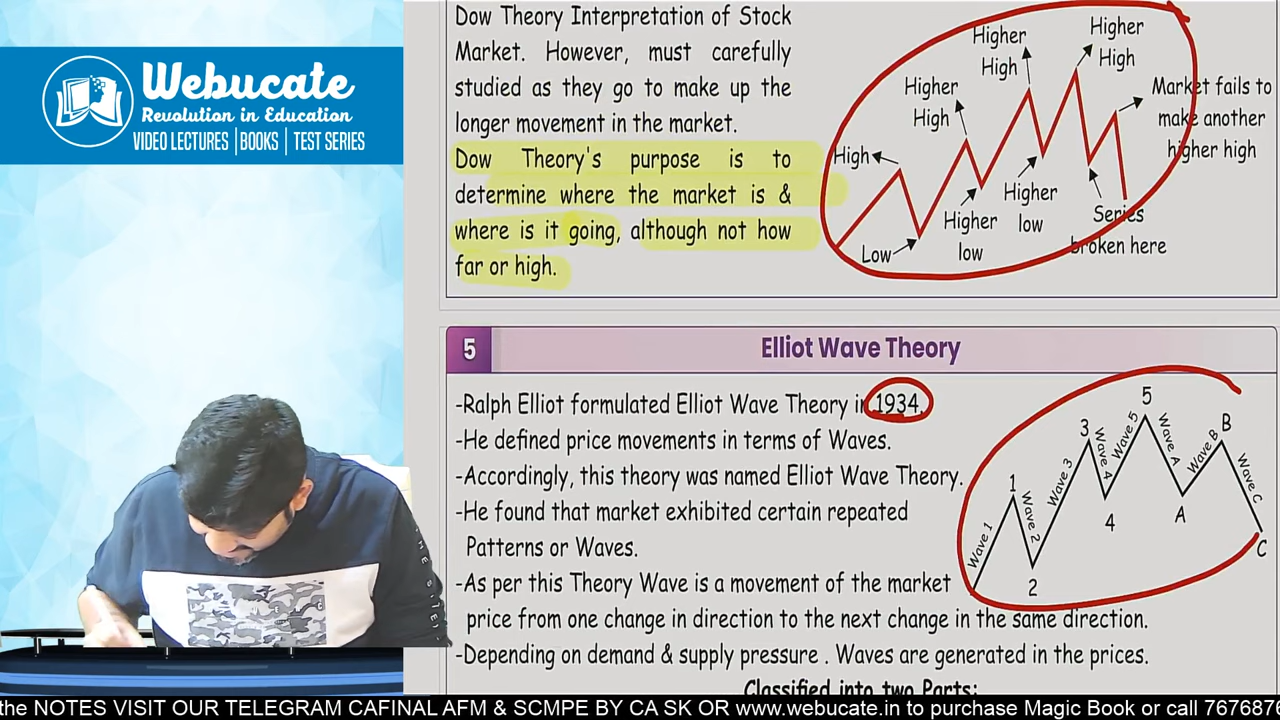 Webucate
Revolution in Education
VIDEO LECTURES | BOOKS | TEST SERIES
Dow Theory Interpretation of Stock
Market. However, must carefully
studied as they go to make up the
longer movement in the market.
Dow Theory's purpose is to
determine where the market is &
where is it going, although not how
far or high.
Higher
High
Higher
High
Higher
High
High
Market fails to
make another
higher high
Low
Higher
low
Higher
low
Series
broken here
5
Elliot Wave Theory
-Ralph Elliot formulated Elliot Wave Theory in 1934.
-He defined price movements in terms of Waves.
-Accordingly, this theory was named Elliot Wave Theory.
-He found that market exhibited certain repeated
Patterns or Waves.
-As per this Theory Wave is a movement of the market
price from one change in direction to the next change in the same direction.
-Depending on demand & supply pressure . Waves are generated in the prices.
Classified into two Parts:
Wave 1
1
Wave 2
2
Wave 3
3
Wave 4
4
Wave 5
5
Wave A
A
Wave B
B
Wave C
C
the NOTES VISIT OUR TELEGRAM CAFINAL AFM & SCMPE BY CA SK OR www.webucate.in to purchase Magic Book or call 7676876